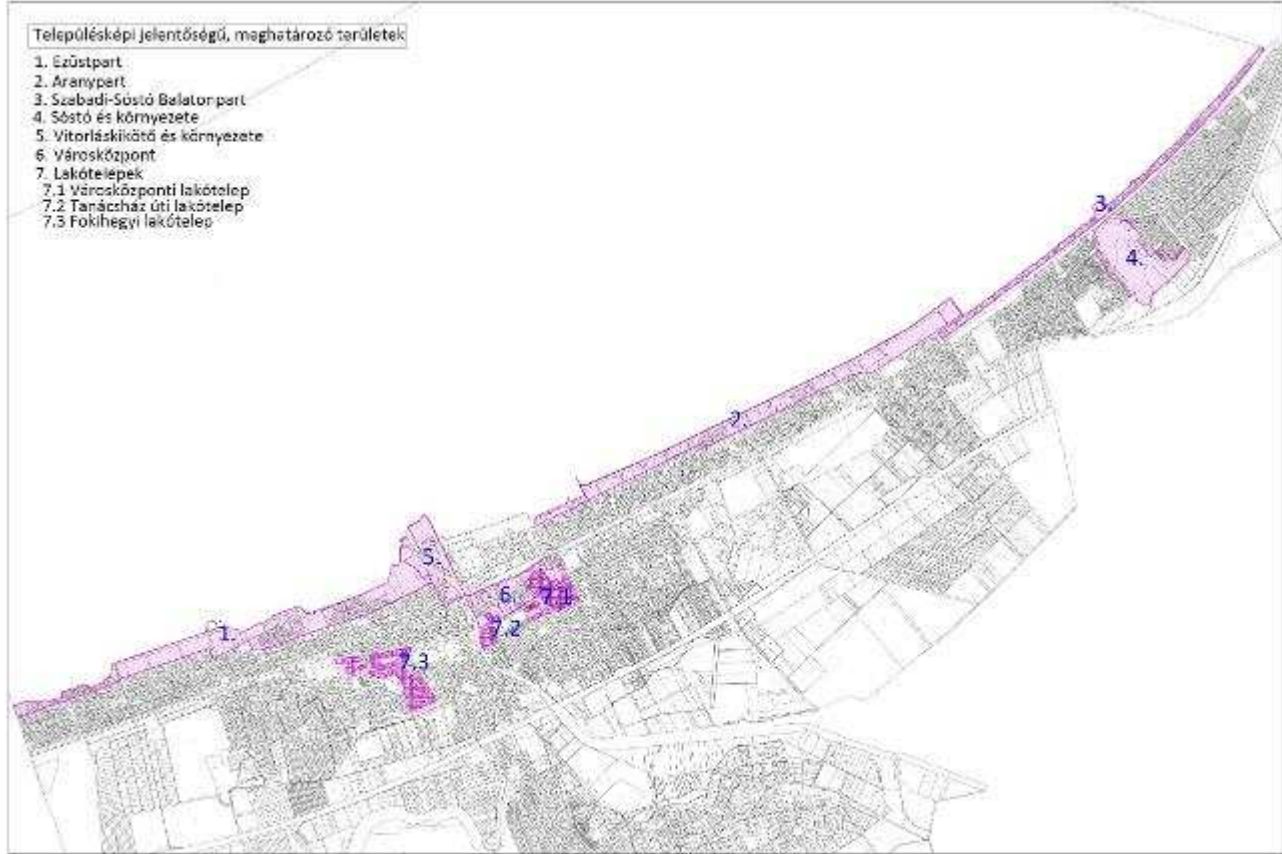 Településképi jelentőségű, meghatározó területek
1. Ezüstpart
2. Aranypart
3. Szabadi-Sóstó Balatonpart
4. Sóstó és környezete
5. Vitorláskikötő és környezete
6. Városközpont
7. Lakótelepek
7.1 Városközponti lakótelep
7.2 Tanácsház úti lakótelep
7.3 Fokihegyi lakótelep
3.
4.
2.
5.
6.
7.1
7.2
1.
7.3